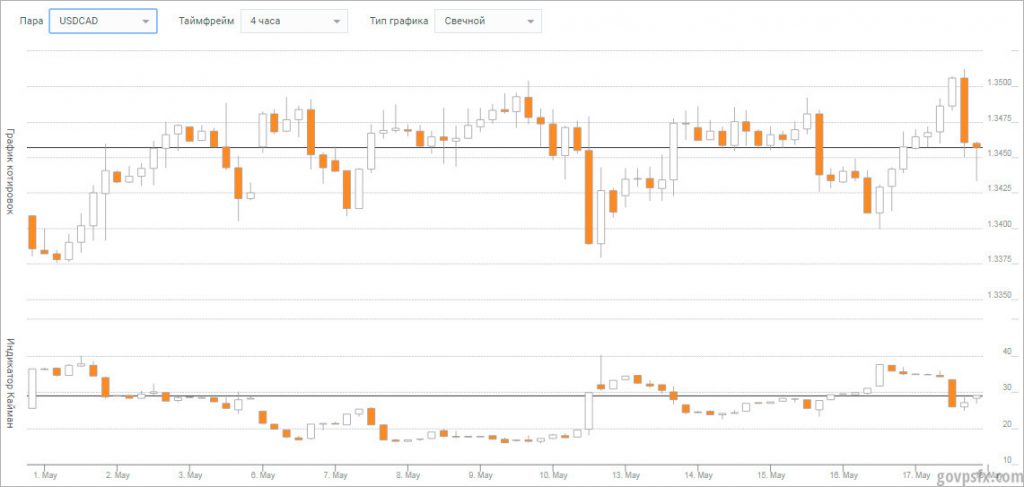 Пара USDCAD Таймфрейм 4 часа Тип графика Свечной
График котировок
1.3500
1.3475
1.3450
1.3425
1.3400
1.3375
1.3350
Индикатор Кайман
40
30
20
10
1. May 2. May 3. May 6. May 7. May 8. May 9. May 10. May 13. May 14. May 15. May 16. May 17. May
govpsfx.com